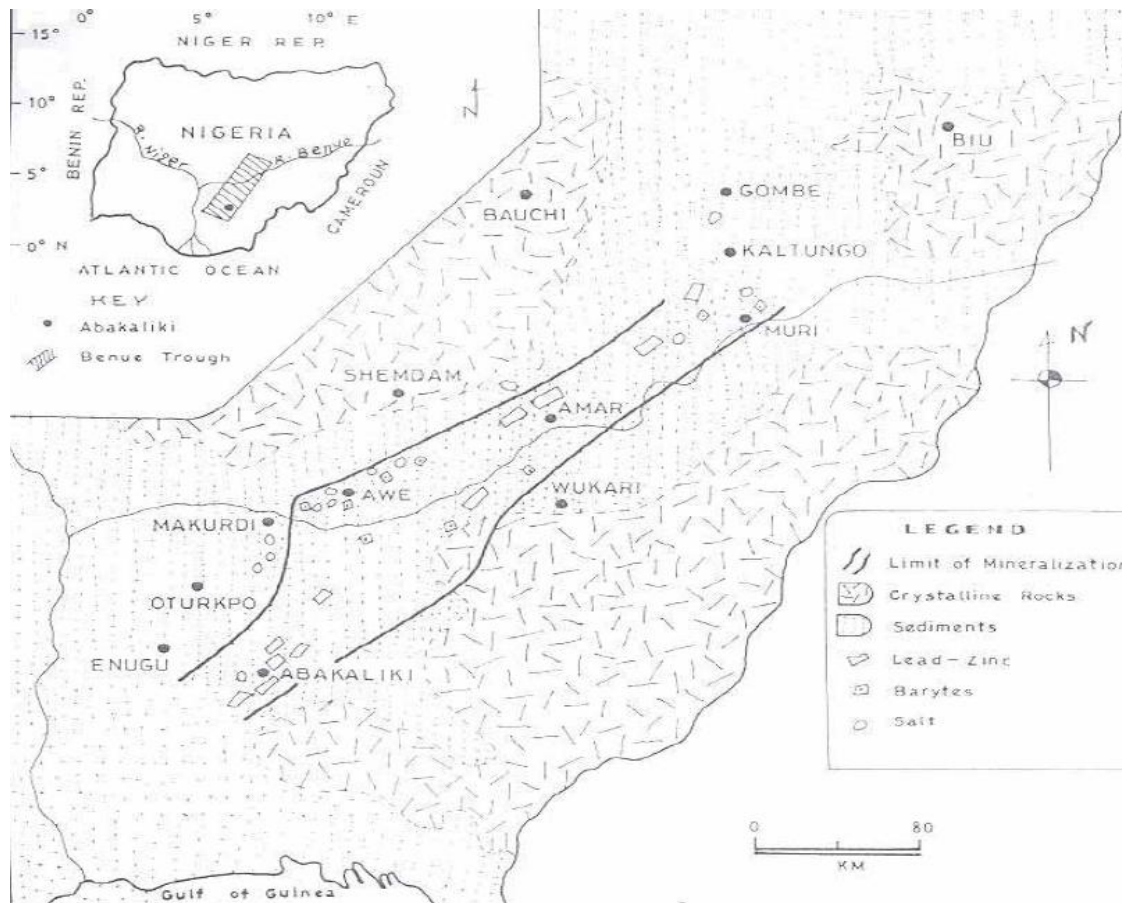 0° 5° 10° E
NIGER REP.
15°
10°
5°
0° N
BENIN REP.
NIGERIA
R. Niger
R. Benue
CAMEROUN
ATLANTIC OCEAN
KEY
Abakaliki
Benue Trough
N
BIU
GOMBE
BAUCHI
KALTUNGO
MURI
N
SHEMDAM
AMAR
AWE
WUKARI
MAKURDI
OTURKPO
ENUGU
ABAKALIKI
LEGEND
Limit of Mineralization
Crystalline Rocks
Sediments
Lead-Zinc
Barytes
Salt
0 80
KM
Gulf of Guinea